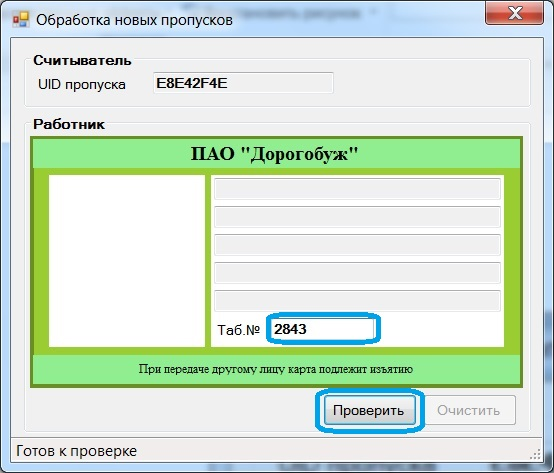 Обработка новых пропусков
Считыватель
UID пропуска E8E42F4E
Работник
ПАО "Дорогобуж"
Таб.№ 2843
При передаче другому лицу карта подлежит изъятию
Проверить Очистить
Готов к проверке